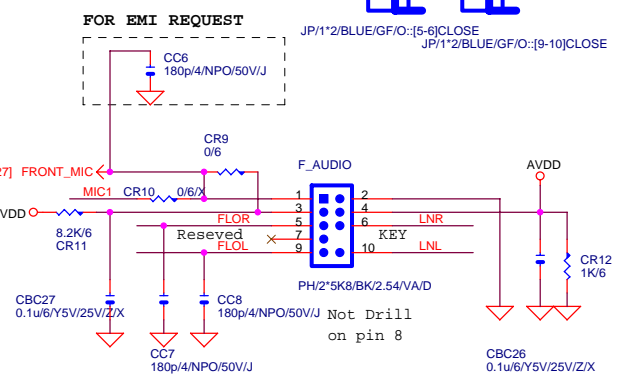 FOR EMI REQUEST
JP/1*2/BLUE/GF/O::[5-6]CLOSE
JP/1*2/BLUE/GF/O::[9-10]CLOSE
CC6
180p/4/NPO/50V/J
CR9
0/6
F_AUDIO
AVDD
27] FRONT_MIC
MIC1 CR10 0/6/X
1 2
VDD
3 4
FLOR 5 6 LNR
8.2K/6
CR11
Reseved 7 KEY
FLOL 9 10 LNL
CR12
1K/6
PH/2*5K8/BK/2.54/VA/D
CBC27
0.1u/6/Y5V/25V/Z/X
CC8
180p/4/NPO/50V/J
Not Drill
on pin 8
CC7
180p/4/NPO/50V/J
CBC26
0.1u/6/Y5V/25V/Z/X